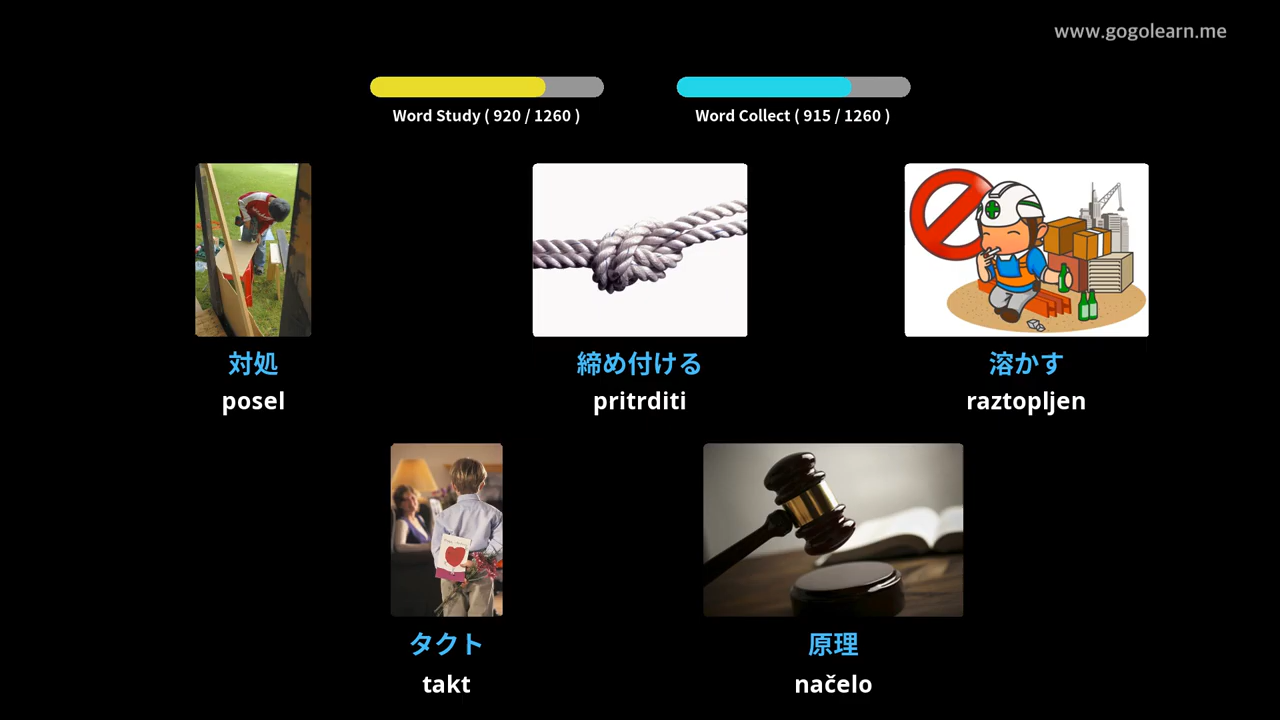 www.gogolearn.me
Word Study ( 920 / 1260 )
Word Collect ( 915 / 1260 )
対処
締め付ける
溶かす
posel
pritrditi
raztopljen
タクト
原理
takt
načelo